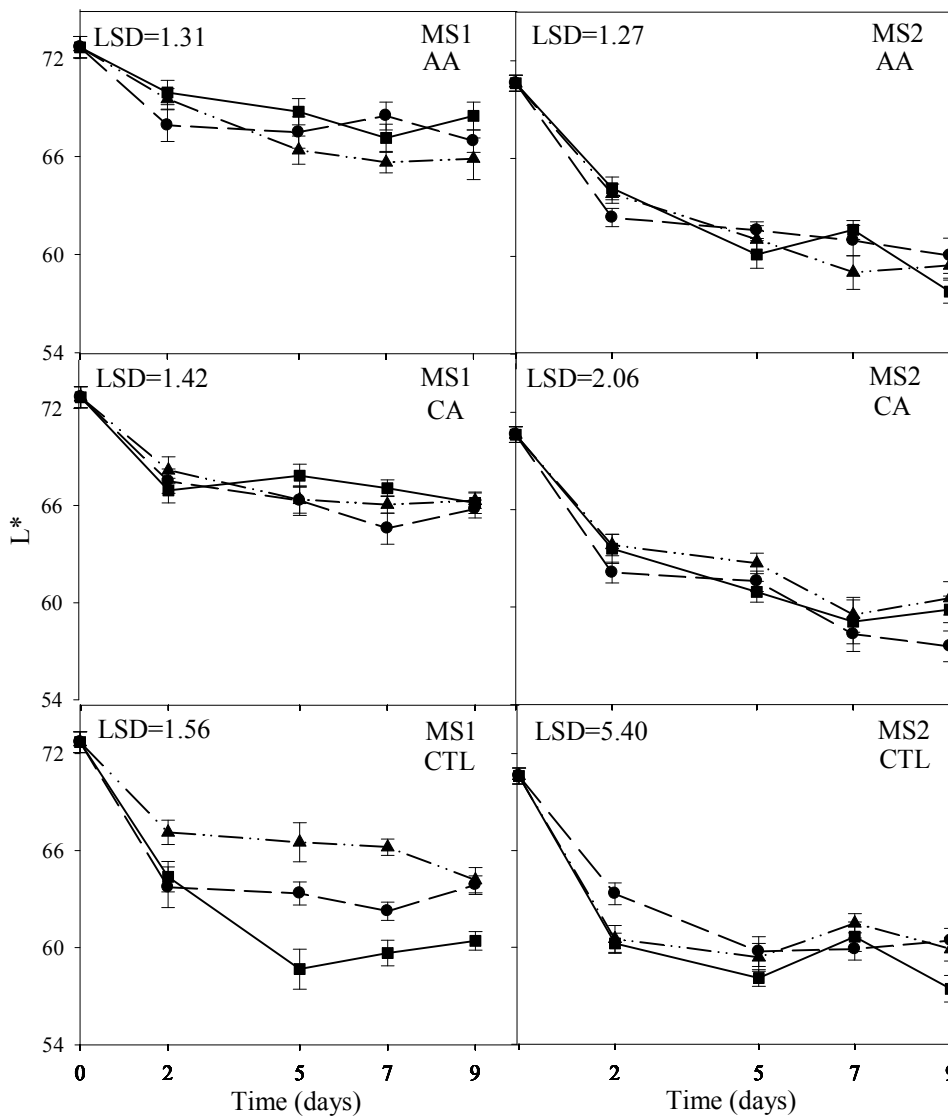 LSD=1.31
MS1
AA
72
66
60
54
LSD=1.27
MS2
AA
LSD=1.42
MS1
CA
72
66
60
54
LSD=2.06
MS2
CA
L*
LSD=1.56
MS1
CTL
72
66
60
54
LSD=5.40
MS2
CTL
0 2 5 7 9
Time (days)
2 5 7 9
Time (days)